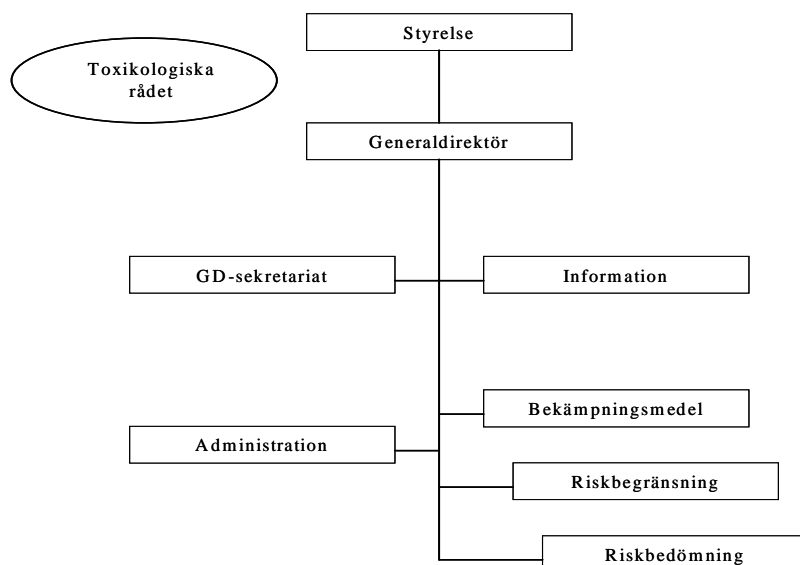 Styrelse
Toxikologiska
rådet
Generaldirektör
GD-sekretariat
Information
Bekämpningsmedel
Administration
Riskbegränsning
Riskbedömning